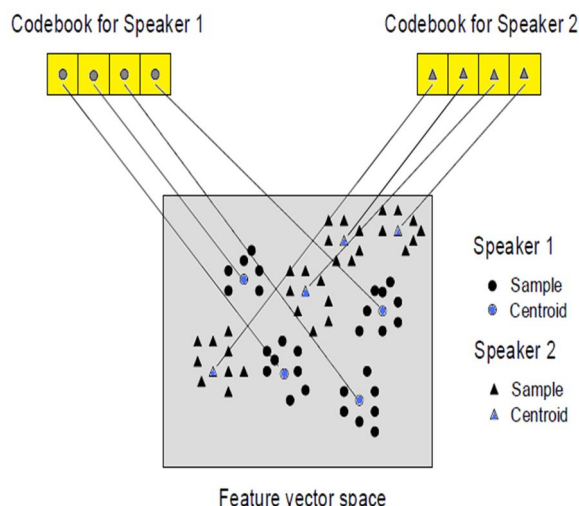 Codebook for Speaker 1
Codebook for Speaker 2
Speaker 1
Sample
Centroid
Speaker 2
Sample
Centroid
Feature vector space